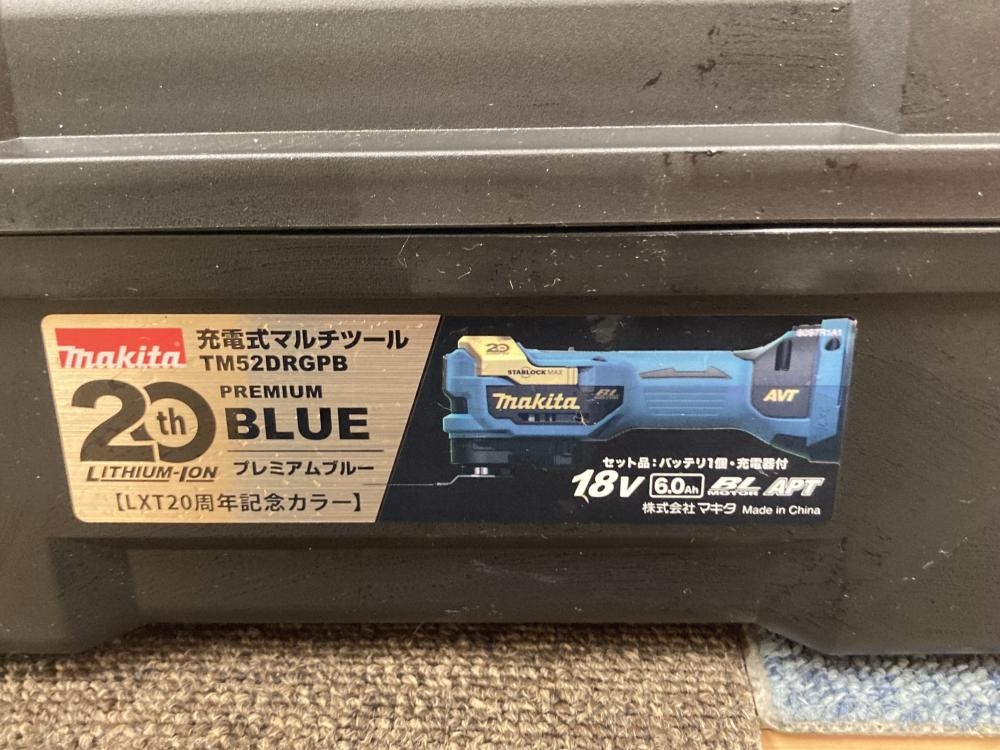 makita
充電式マルチツール
TM52DRGPB
20th
LITHIUM-ION
PREMIUM
BLUE
プレミアムブルー
【LXT20周年記念カラー】
20
STARLOCKMAX
makita
BL
AVT
セット品:バッテリ1個・充電器付
18V 6.0Ah BL MOTOR APT
株式会社マキタ Made in China